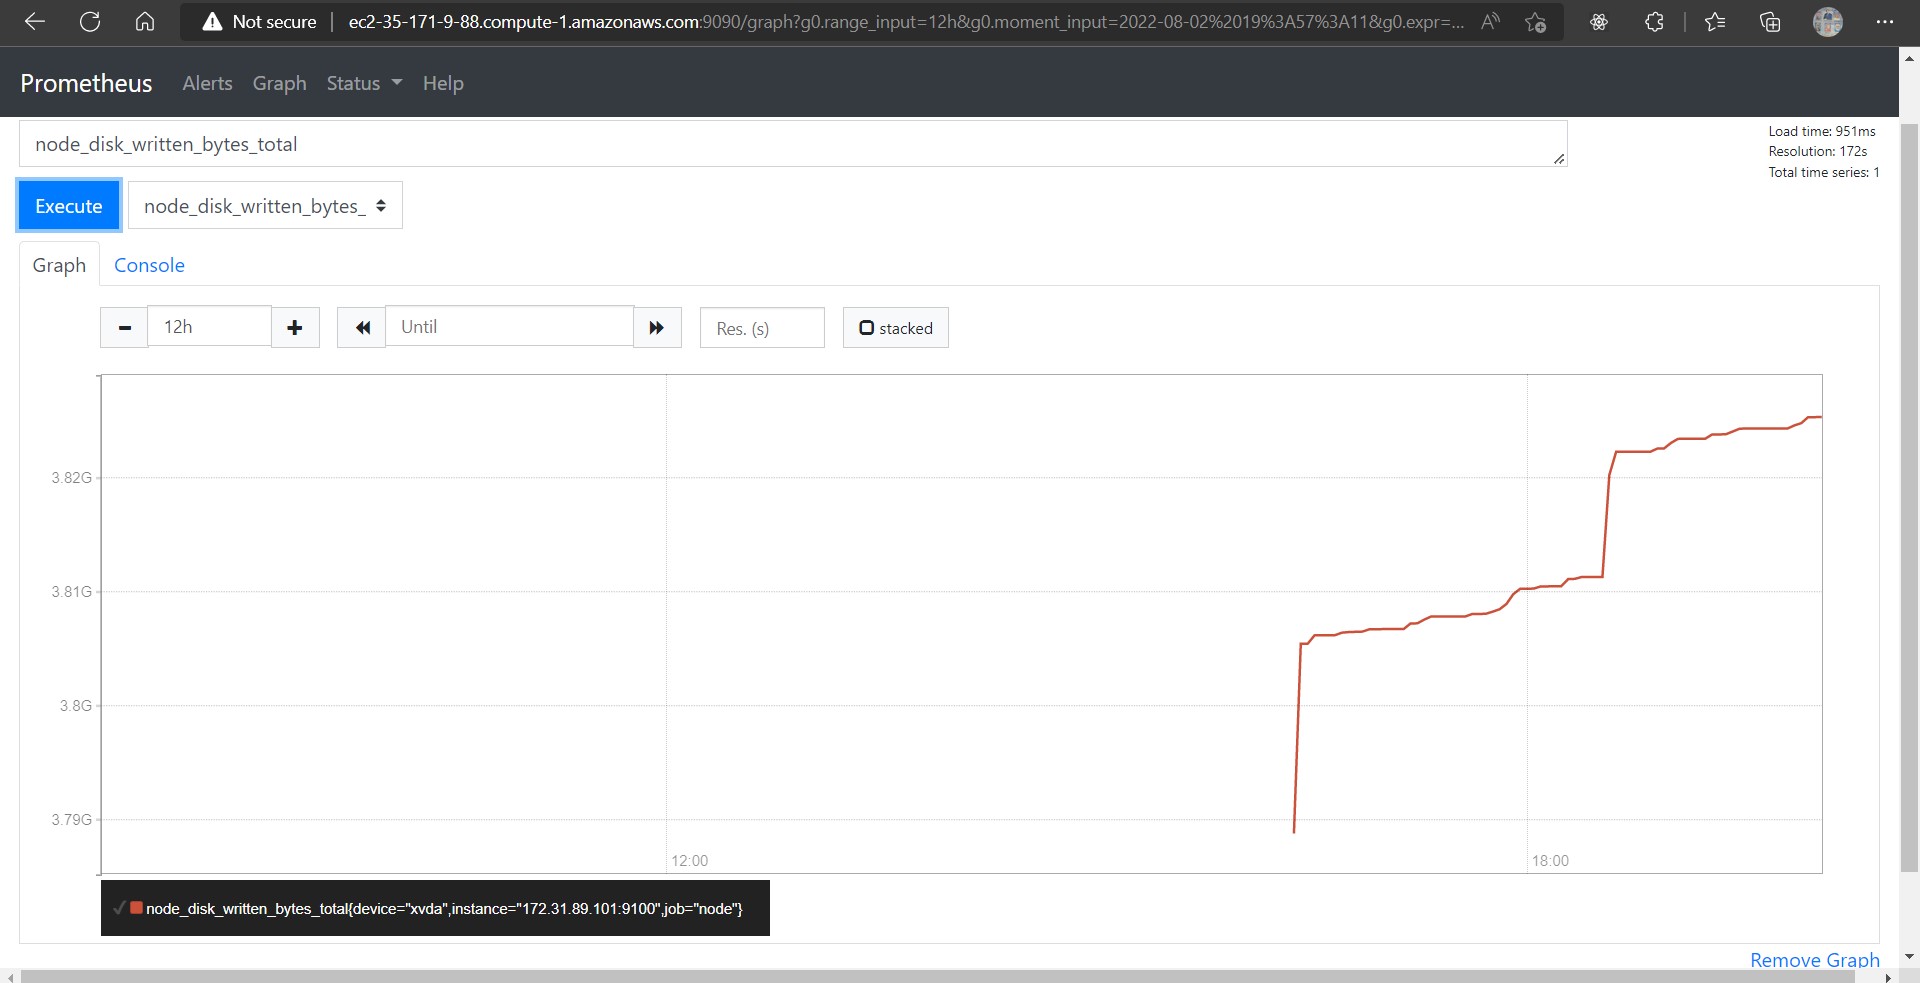 Not secure
ec2-35-171-9-88.compute-1.amazonaws.com:9090/graph?g0.range_input=12h&g0.moment_input=2022-08-02%2019%3A57%3A11&g0.expr=...
Prometheus Alerts Graph Status Help
node_disk_written_bytes_total
Load time: 951ms
Resolution: 172s
Total time series: 1
Execute node_disk_written_bytes_
Graph Console
12h Until Res. (s) stacked
3.82G
3.81G
3.8G
3.79G
12:00 18:00
node_disk_written_bytes_total{device="xvda",instance="172.31.89.101:9100",job="node"}
Remove Graph